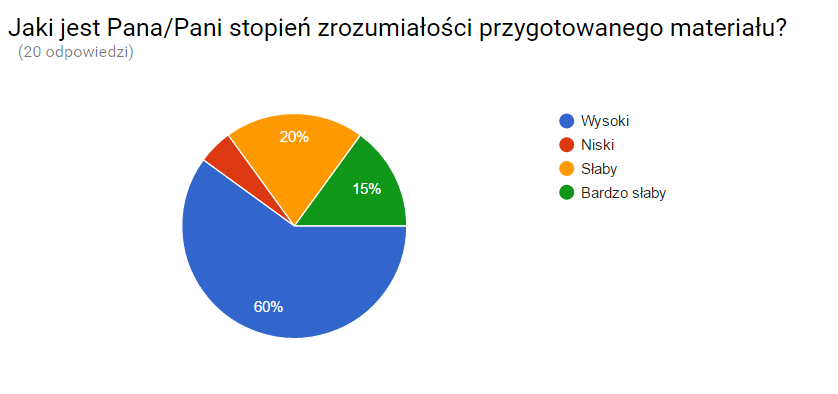 Jaki jest Pana/Pani stopień zrozumiałości przygotowanego materiału?
(20 odpowiedzi)
20%
15%
60%
Wysoki
Niski
Słaby
Bardzo słaby